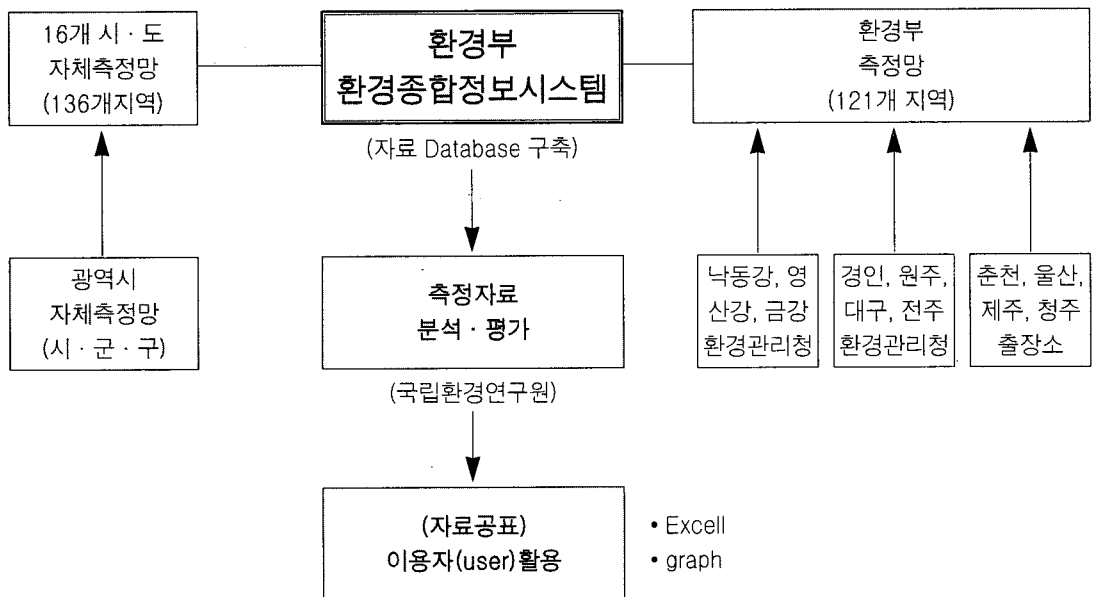 16개 시 · 도
자체측정망
(136개지역)
환경부
환경종합정보시스템
(자료 Database 구축)
환경부
측정망
(121개 지역)
광역시
자체측정망
(시 · 군 · 구)
측정자료
분석 · 평가
(국립환경연구원)
낙동강, 영
산강, 금강
환경관리청
경인, 원주,
대구, 전주
환경관리청
춘천, 울산,
제주, 청주
출장소
(자료공표)
이용자(user)활용
• Excell
• graph